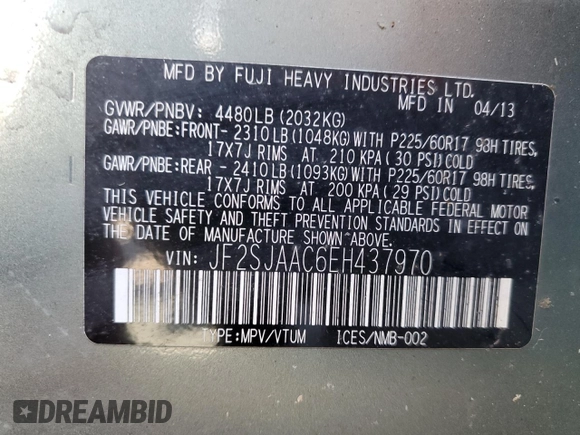 MFD BY FUJI HEAVY INDUSTRIES LTD.
MFD IN 04/13
GVWR/PNBV: 4480LB(2032KG)
GAWR/PNBE:FRONT- 2310LB(1048KG)WITH P225/60R17 98H TIRES,
17X7J RIMS AT 210 KPA(30 PSI)COLD
GAWR/PNBE:REAR - 2410LB(1093KG)WITH P225/60R17 98H TIRES,
17X7J RIMS AT 200 KPA(29 PSI)COLD
THIS VEHICLE CONFORMS TO ALL APPLICABLE FEDERAL MOTOR
VEHICLE SAFETY AND THEFT PREVENTION STANDARDS IN EFFECT ON
THE DATE OF MANUFACTURE SHOWN ABOVE.
VIN: JF2SJAAC6EH437970
TYPE:MPV/VTUM ICES/NMB-002
DREAMBID